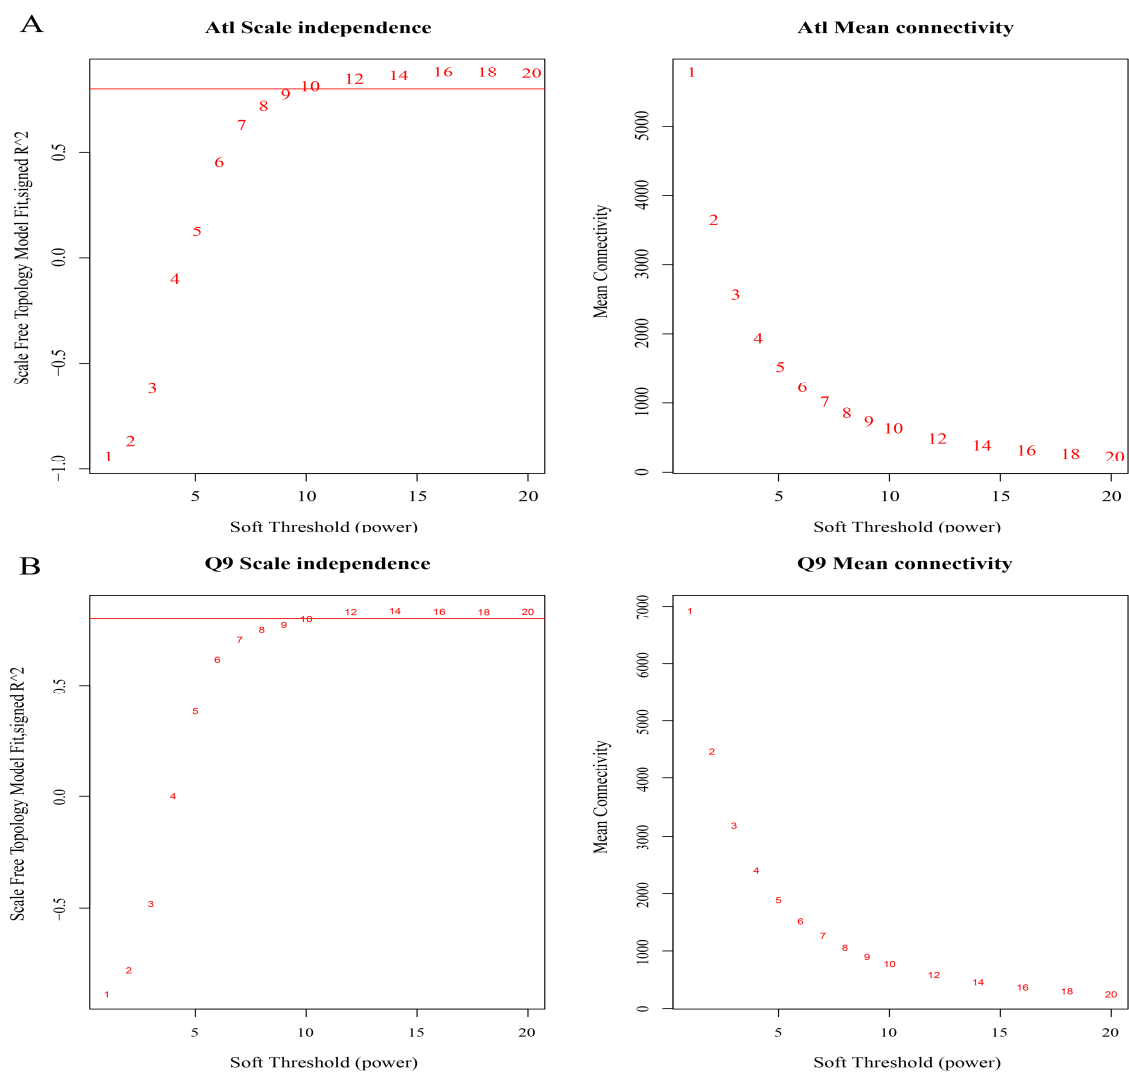 A
Atl Scale independence
Scale Free Topology Model Fit,signed R^2
0.5
0.0
−0.5
−1.0
1 2 3 4 5 6 7 8 9 10 12 14 16 18 20
5 10 15 20
Soft Threshold (power)
Atl Mean connectivity
Mean Connectivity
5000
4000
3000
2000
1000
0
1 2 3 4 5 6 7 8 9 10 12 14 16 18 20
5 10 15 20
Soft Threshold (power)
B
Q9 Scale independence
Scale Free Topology Model Fit,signed R^2
0.5
0.0
−0.5
1 2 3 4 5 6 7 8 9 10 12 14 16 18 20
5 10 15 20
Soft Threshold (power)
Q9 Mean connectivity
Mean Connectivity
7000
6000
5000
4000
3000
2000
1000
0
1 2 3 4 5 6 7 8 9 10 12 14 16 18 20
5 10 15 20
Soft Threshold (power)